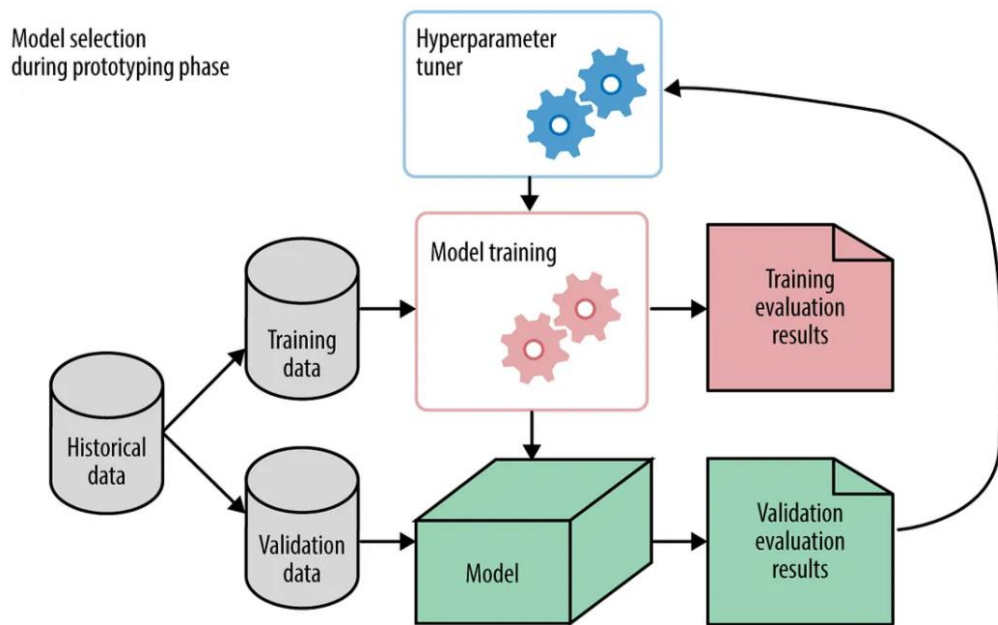 Model selection
during prototyping phase
Hyperparameter
tuner
Model training
Training
evaluation
results
Training
data
Historical
data
Validation
data
Model
Validation
evaluation
results